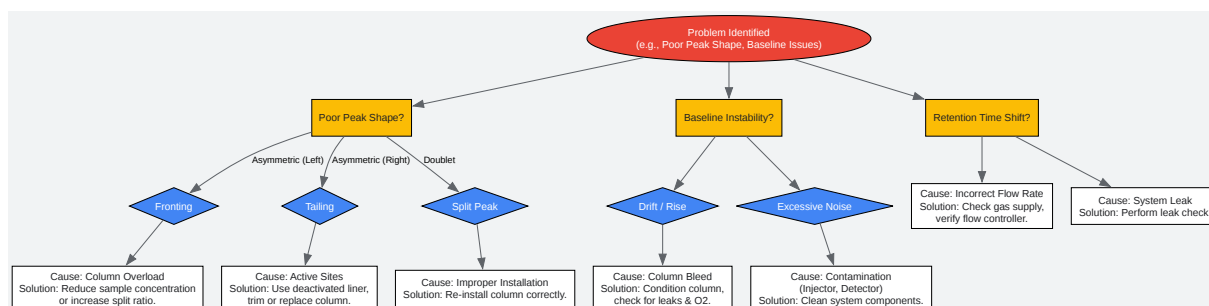 Problem Identified
(e.g., Poor Peak Shape, Baseline Issues)
Poor Peak Shape?
Baseline Instability?
Retention Time Shift?
Asymmetric (Left)
Asymmetric (Right)
Doublet
Fronting
Tailing
Split Peak
Drift / Rise
Excessive Noise
Cause: Incorrect Flow Rate
Solution: Check gas supply,
verify flow controller.
Cause: System Leak
Solution: Perform leak check
Cause: Column Overload
Solution: Reduce sample concentration
or increase split ratio.
Cause: Active Sites
Solution: Use deactivated liner,
trim or replace column.
Cause: Improper Installation
Solution: Re-install column correctly.
Cause: Column Bleed
Solution: Condition column,
check for leaks & O2.
Cause: Contamination
(Injector, Detector)
Solution: Clean system components.